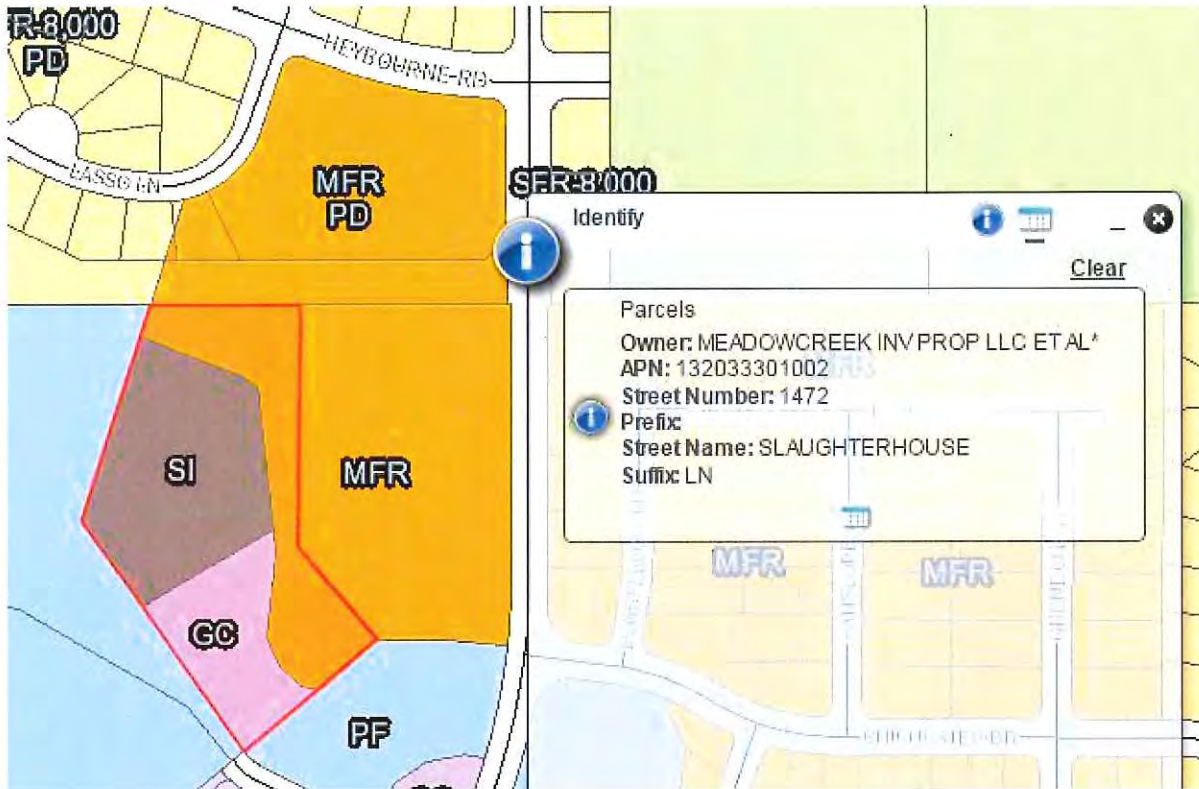 FR-8,000
PD
HEYBOURNE-RD
LASSO LN
MFR
PD
SFR-8,000
Identify
Clear
Parcels
Owner: MEADOWCREEK INV PROP LLC ET AL*
APN: 132033301002
Street Number: 1472
Prefix:
Street Name: SLAUGHTERHOUSE
Suffix: LN
MFR
SI
MFR
MFR
MFR
GC
PF